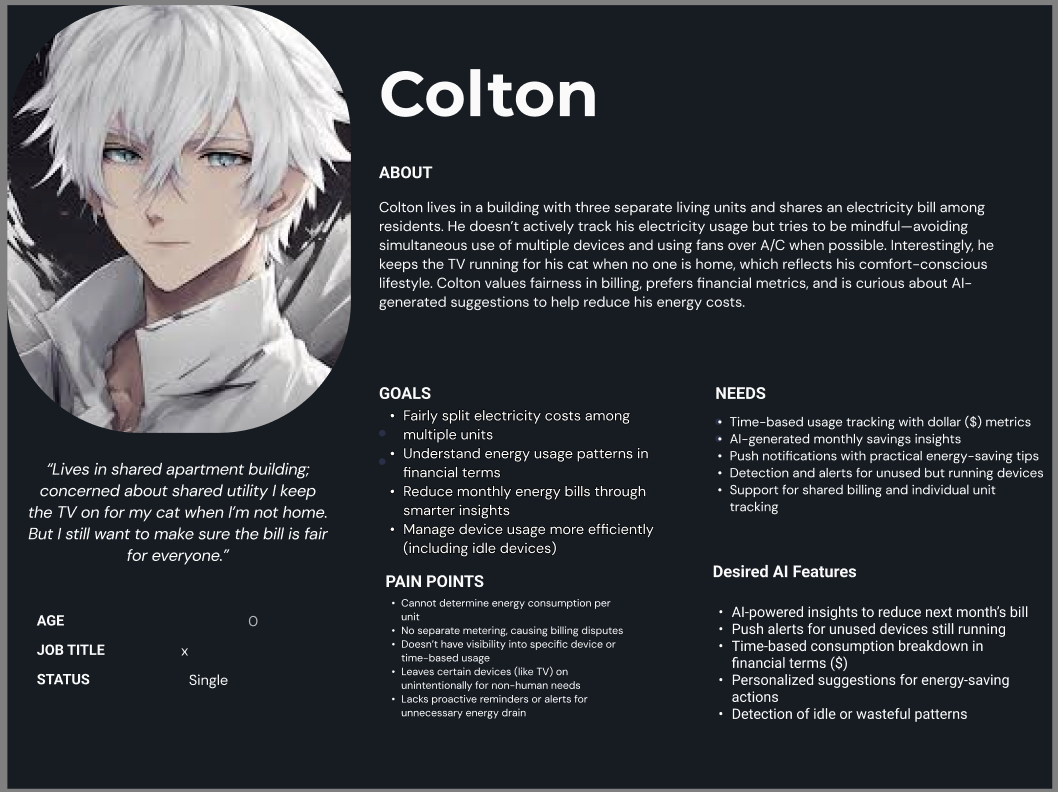 Colton
ABOUT
Colton lives in a building with three separate living units and shares an electricity bill among
residents. He doesn’t actively track his electricity usage but tries to be mindful—avoiding
simultaneous use of multiple devices and using fans over A/C when possible. Interestingly, he
keeps the TV running for his cat when no one is home, which reflects his comfort-conscious
lifestyle. Colton values fairness in billing, prefers financial metrics, and is curious about AI-
generated suggestions to help reduce his energy costs.
“Lives in shared apartment building;
concerned about shared utility I keep
the TV on for my cat when I’m not home.
But I still want to make sure the bill is fair
for everyone.”
AGE 0
JOB TITLE x
STATUS Single
GOALS
• Fairly split electricity costs among
multiple units
• Understand energy usage patterns in
financial terms
• Reduce monthly energy bills through
smarter insights
• Manage device usage more efficiently
(including idle devices)
PAIN POINTS
• Cannot determine energy consumption per
unit
• No separate metering, causing billing disputes
• Doesn’t have visibility into specific device or
time-based usage
• Leaves certain devices (like TV) on
unintentionally for non-human needs
• Lacks proactive reminders or alerts for
unnecessary energy drain
NEEDS
• Time-based usage tracking with dollar ($) metrics
• AI-generated monthly savings insights
• Push notifications with practical energy-saving tips
• Detection and alerts for unused but running devices
• Support for shared billing and individual unit
tracking
Desired AI Features
• AI-powered insights to reduce next month’s bill
• Push alerts for unused devices still running
• Time-based consumption breakdown in
financial terms ($)
• Personalized suggestions for energy-saving
actions
• Detection of idle or wasteful patterns